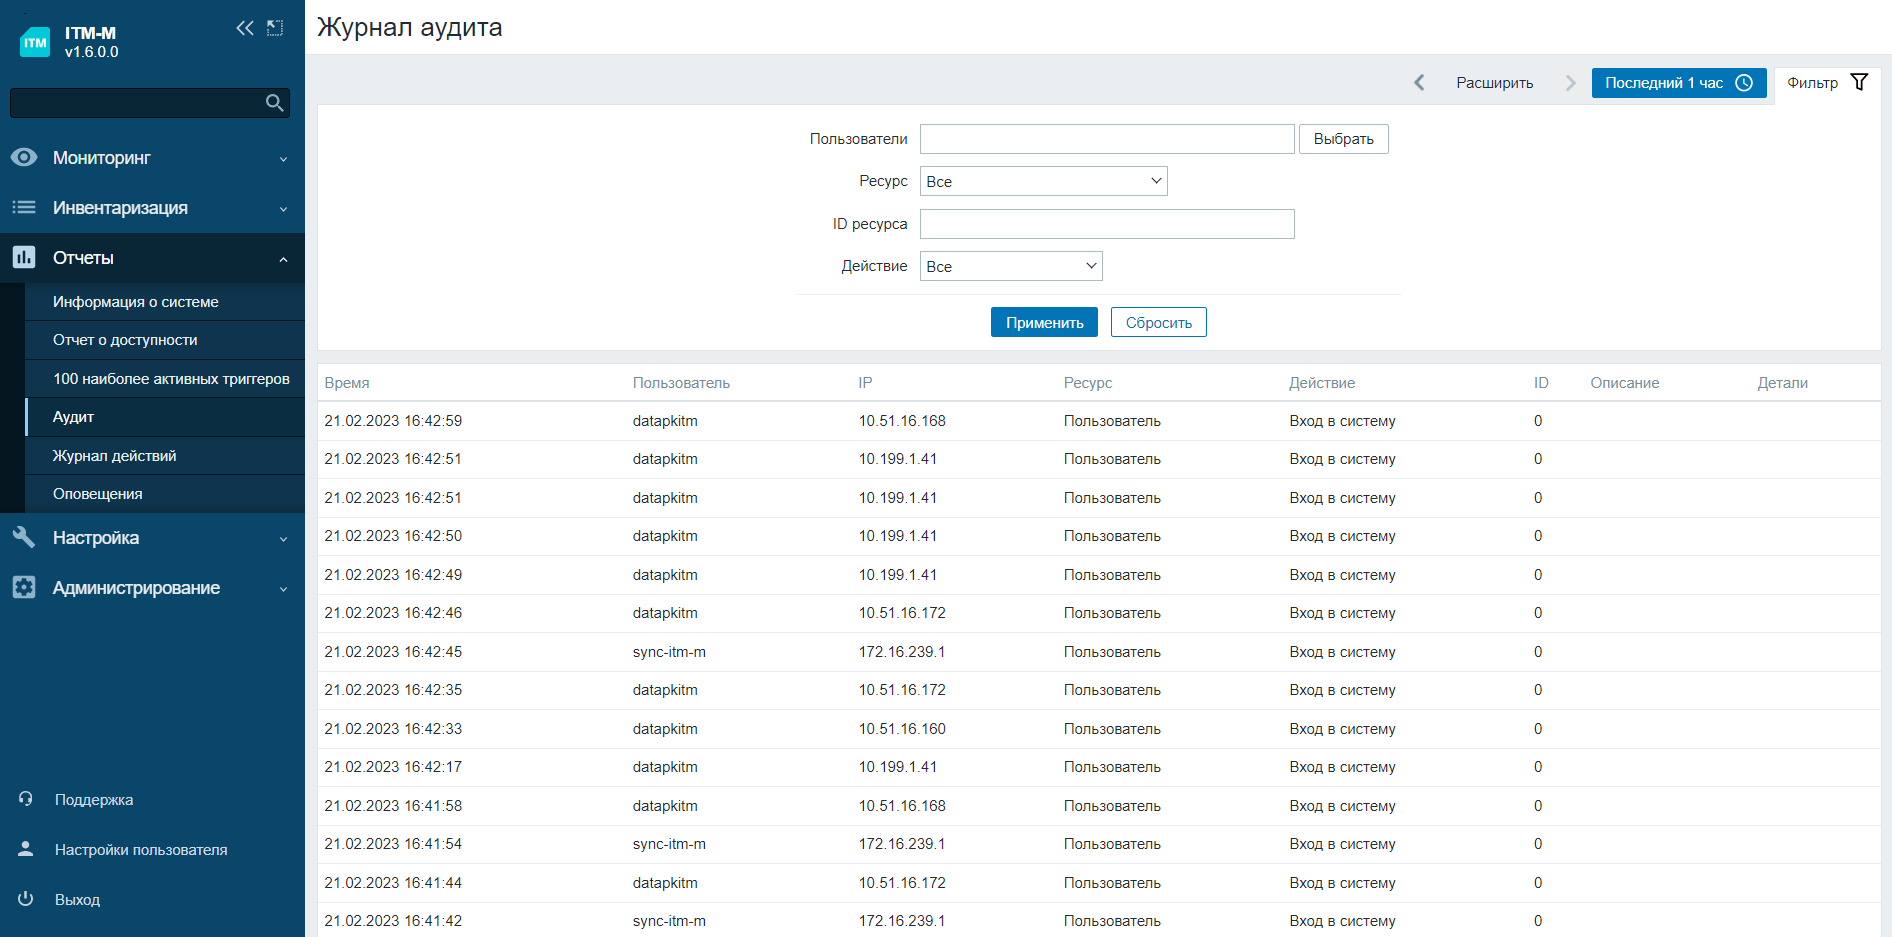 ITM
ITM-M
v1.6.0.0
Мониторинг
Инвентаризация
Отчеты
Информация о системе
Отчет о доступности
100 наиболее активных триггеров
Аудит
Журнал действий
Оповещения
Настройка
Администрирование
Поддержка
Настройки пользователя
Выход
Журнал аудита
Расширить
Последний 1 час
Фильтр
Пользователи
Выбрать
Ресурс Все
ID ресурса
Действие Все
Применить Сбросить
Время Пользователь IP Ресурс Действие ID Описание Детали
21.02.2023 16:42:59 datapkitm 10.51.16.168 Пользователь Вход в систему 0
21.02.2023 16:42:51 datapkitm 10.199.1.41 Пользователь Вход в систему 0
21.02.2023 16:42:51 datapkitm 10.199.1.41 Пользователь Вход в систему 0
21.02.2023 16:42:50 datapkitm 10.199.1.41 Пользователь Вход в систему 0
21.02.2023 16:42:49 datapkitm 10.199.1.41 Пользователь Вход в систему 0
21.02.2023 16:42:46 datapkitm 10.51.16.172 Пользователь Вход в систему 0
21.02.2023 16:42:45 sync-itm-m 172.16.239.1 Пользователь Вход в систему 0
21.02.2023 16:42:35 datapkitm 10.51.16.172 Пользователь Вход в систему 0
21.02.2023 16:42:33 datapkitm 10.51.16.160 Пользователь Вход в систему 0
21.02.2023 16:42:17 datapkitm 10.199.1.41 Пользователь Вход в систему 0
21.02.2023 16:41:58 datapkitm 10.51.16.168 Пользователь Вход в систему 0
21.02.2023 16:41:54 sync-itm-m 172.16.239.1 Пользователь Вход в систему 0
21.02.2023 16:41:44 datapkitm 10.51.16.172 Пользователь Вход в систему 0
21.02.2023 16:41:42 sync-itm-m 172.16.239.1 Пользователь Вход в систему 0